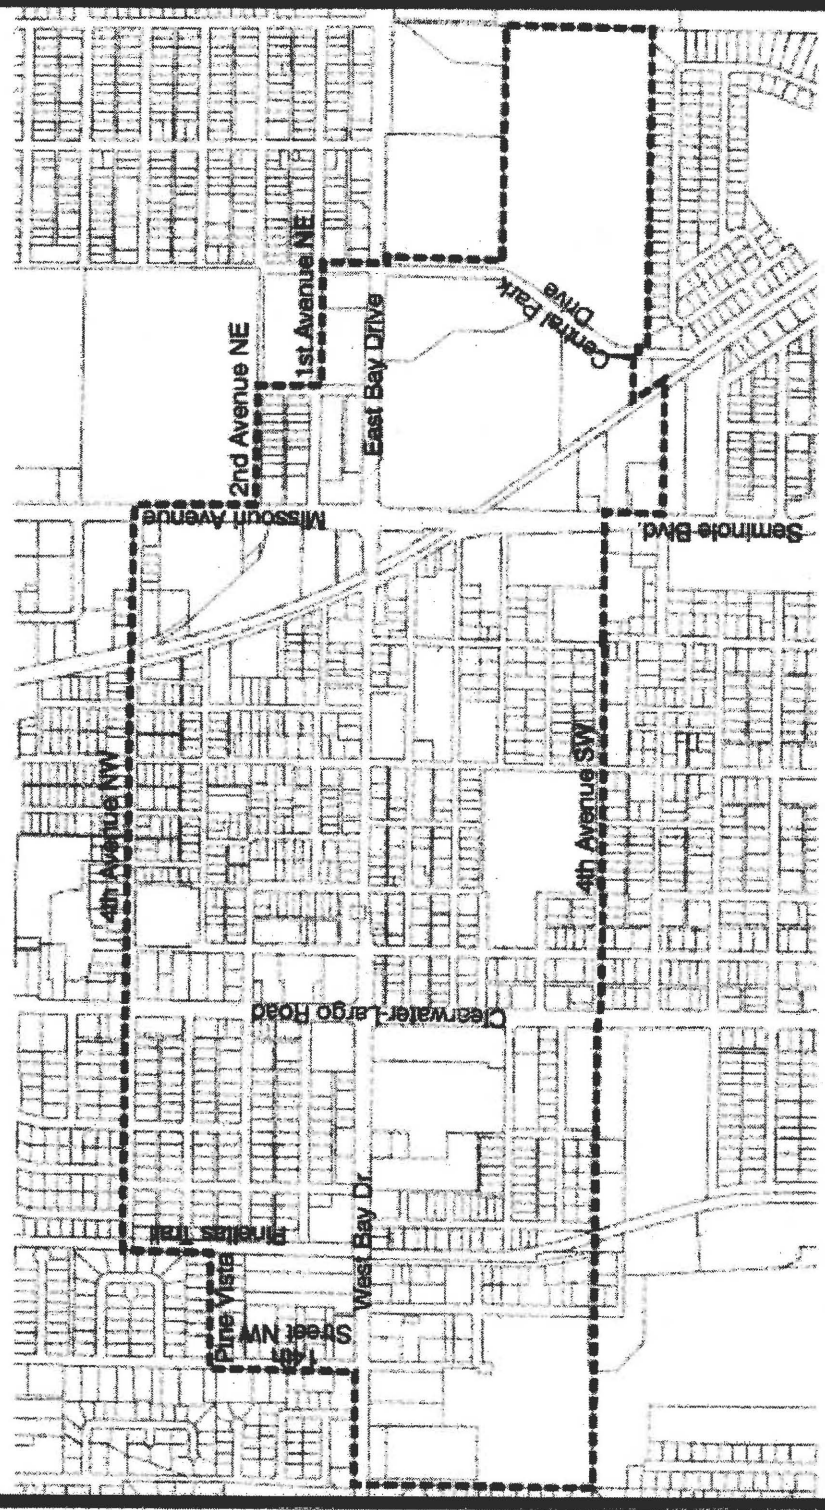 4th Avenue NW
2nd Avenue NE
1st Avenue NE
Missouri Avenue
East Bay Drive
Central Park
Drive
Seminole Blvd.
4th Avenue SW
Clearwater-Largo Road
West Bay Dr.
Pinellas Trail
Pine Vista
14th
Street NW